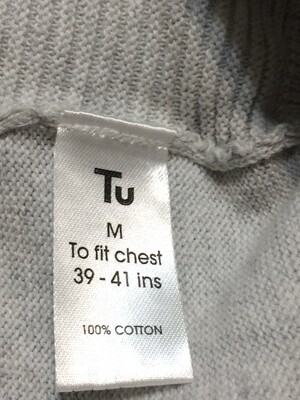 Tu
M
To fit chest
39 - 41 ins
100% COTTON